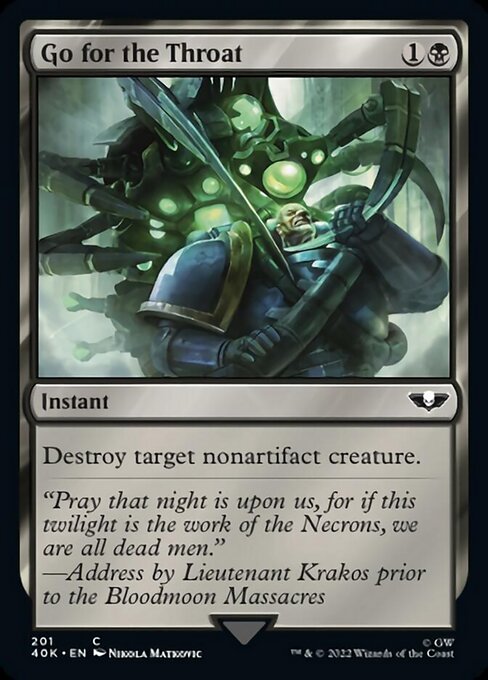 Go for the Throat 1
Instant
Destroy target nonartifact creature.
“Pray that night is upon us, for if this
twilight is the work of the Necrons, we
are all dead men.”
—Address by Lieutenant Krakos prior
to the Bloodmoon Massacres
201 C © GW
40K • EN Nikola Matkovic ™ & © 2022 Wizards of the Coast